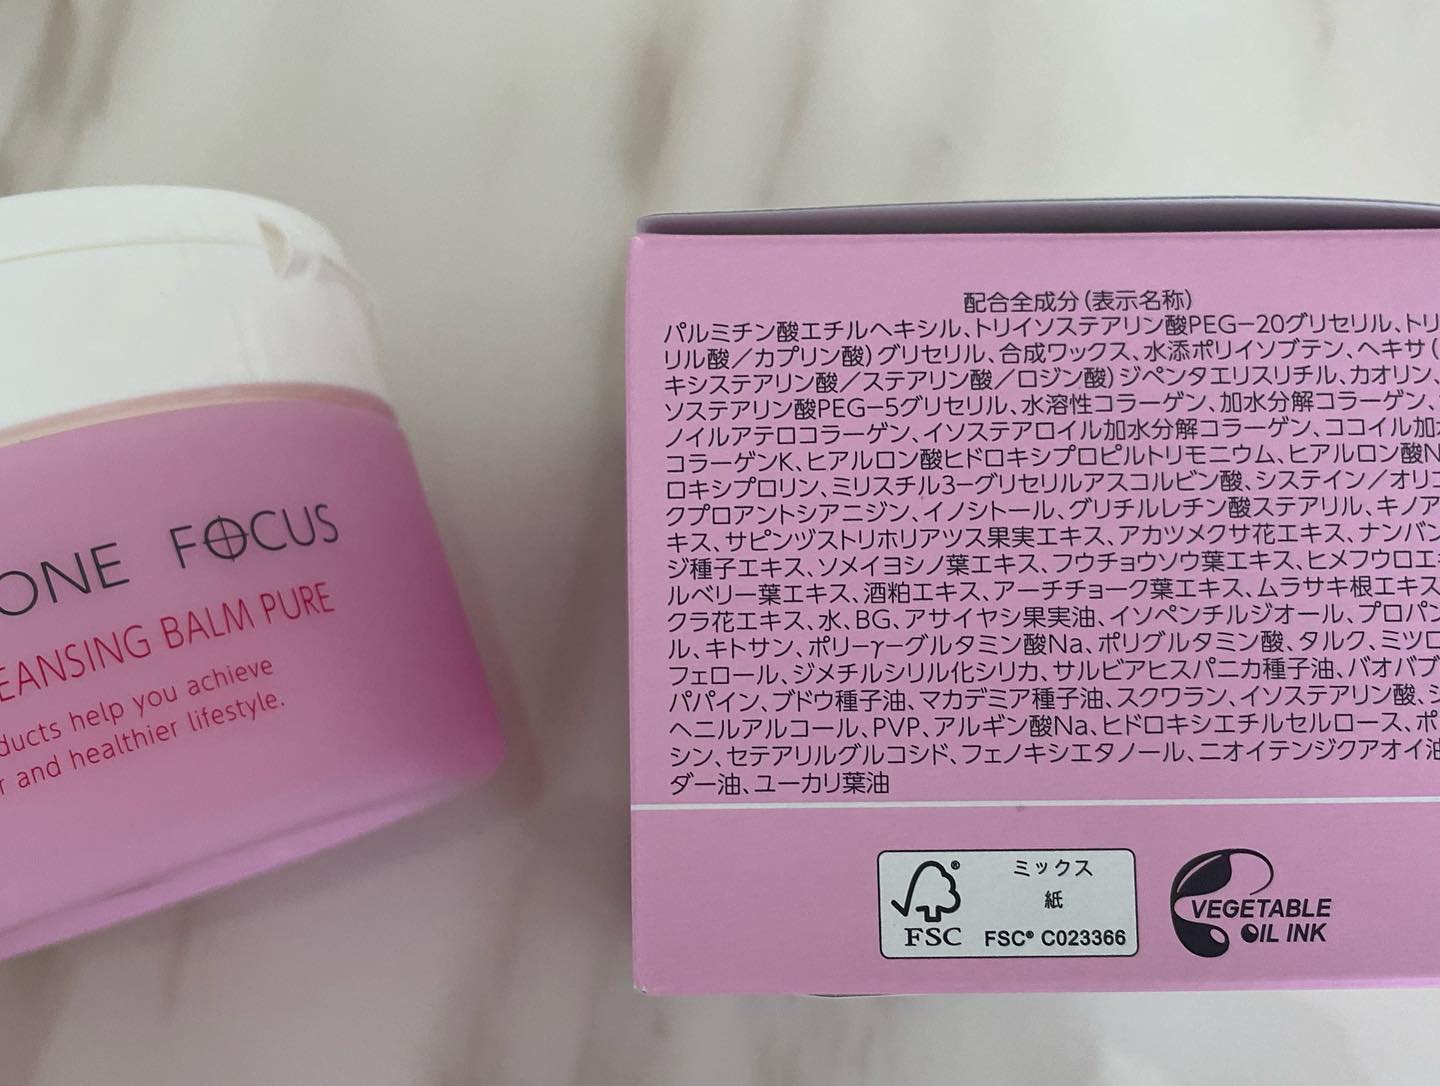 ONE FOCUS
EANSING BALM PURE
ducts help you achieve
r and healthier lifestyle.
配合全成分(表示名称)
パルミチン酸エチルヘキシル、トリイソステアリン酸PEG−20グリセリル、トリ
リル酸/カプリン酸)グリセリル、合成ワックス、水添ポリイソブテン、ヘキサ(
キシステアリン酸/ステアリン酸/ロジン酸)ジペンタエリスリチル、カオリン、
ソステアリン酸PEG−5グリセリル、水溶性コラーゲン、加水分解コラーゲン、
ノイルアテロコラーゲン、イソステアロイル加水分解コラーゲン、ココイル加水
コラーゲンK、ヒアルロン酸ヒドロキシプロピルトリモニウム、ヒアルロン酸N
ロキシプロリン、ミリスチル3−グリセリルアスコルビン酸、システイン/オリゴ
クプロアントシアニジン、イノシトール、グリチルレチン酸ステアリル、キノア
キス、サピンヅストリホリアツス果実エキス、アカツメクサ花エキス、ナンバン
ジ種子エキス、ソメイヨシノ葉エキス、フウチョウソウ葉エキス、ヒメフウロエキ
ルベリー葉エキス、酒粕エキス、アーチチョーク葉エキス、ムラサキ根エキス
クラ花エキス、水、BG、アサイヤシ果実油、イソペンチルジオール、プロパン
ル、キトサン、ポリ−γ−グルタミン酸Na、ポリグルタミン酸、タルク、ミツロ
フェロール、ジメチルシリル化シリカ、サルビアヒスパニカ種子油、バオバブ
パパイン、ブドウ種子油、マカデミア種子油、スクワラン、イソステアリン酸、ジ
ヘニルアルコール、PVP、アルギン酸Na、ヒドロキシエチルセルロース、ポ
シン、セテアリルグルコシド、フェノキシエタノール、ニオイテンジクアオイ油
ダー油、ユーカリ葉油
ミックス
紙
FSC® FSC® C023366
VEGETABLE
OIL INK